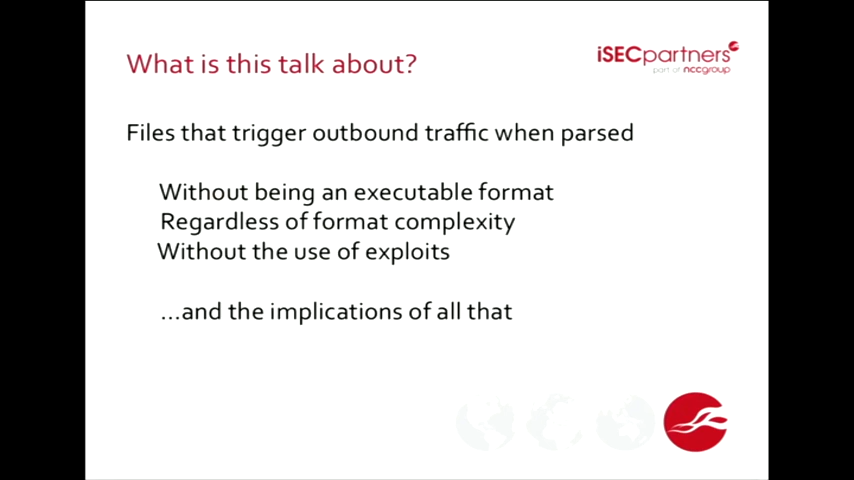 What is this talk about?
iSECpartners
part of nccgroup
Files that trigger outbound traffic when parsed
Without being an executable format
Regardless of format complexity
Without the use of exploits
...and the implications of all that